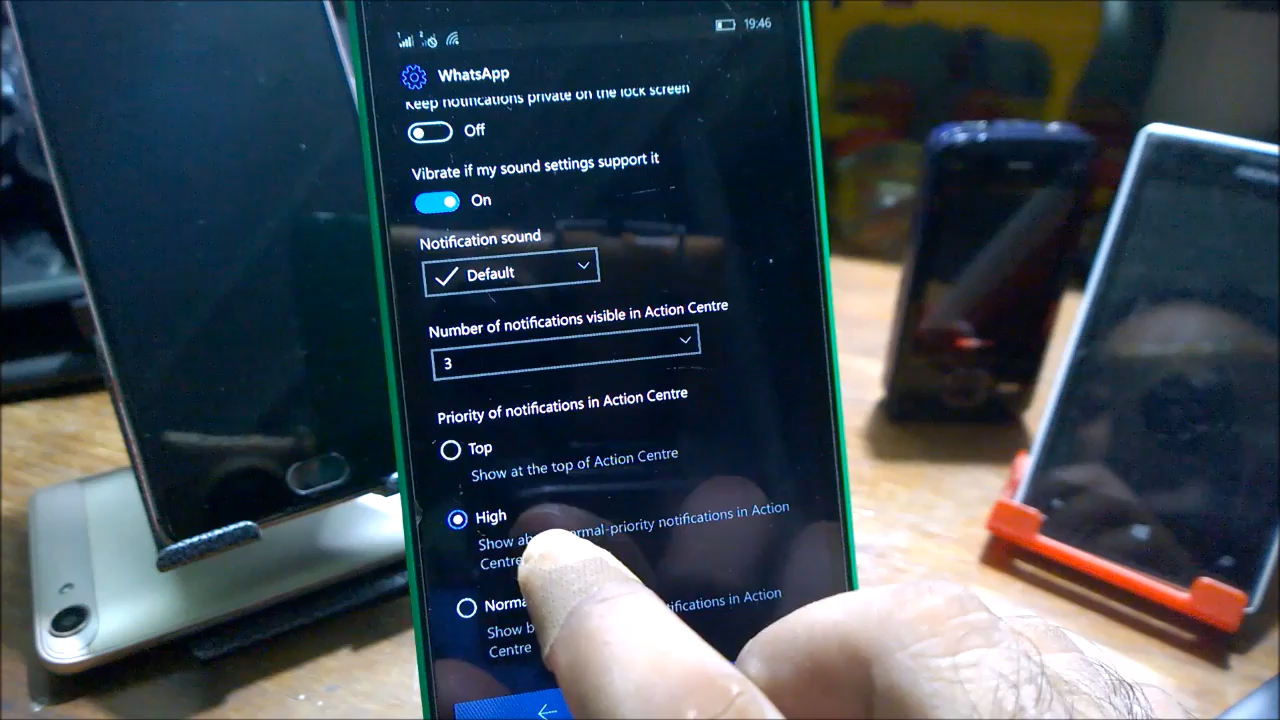 19:46
WhatsApp
Keep notifications private on the lock screen
Off
Vibrate if my sound settings support it
On
Notification sound
Default
Number of notifications visible in Action Centre
3
Priority of notifications in Action Centre
Top
Show at the top of Action Centre
High
Show ab normal-priority notifications in Action
Centre
Norma
Show b tifications in Action
Centre